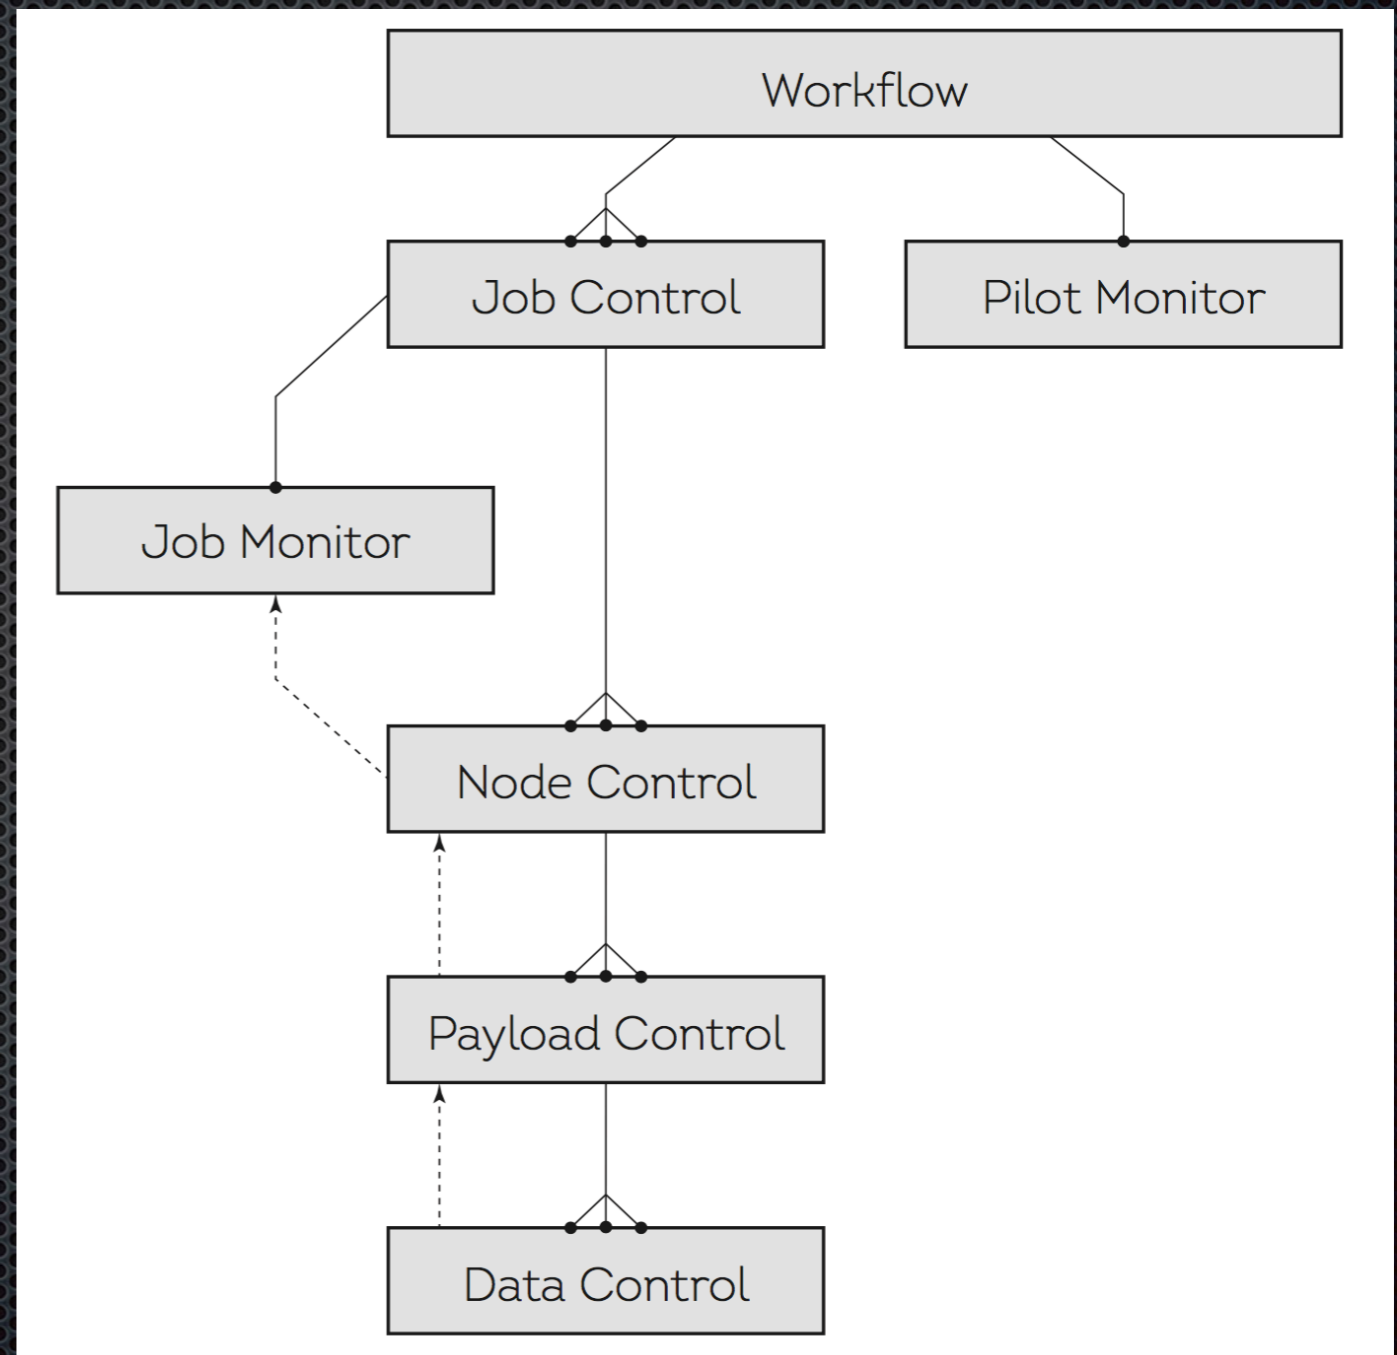 Workflow
Job Control
Pilot Monitor
Job Monitor
Node Control
Payload Control
Data Control